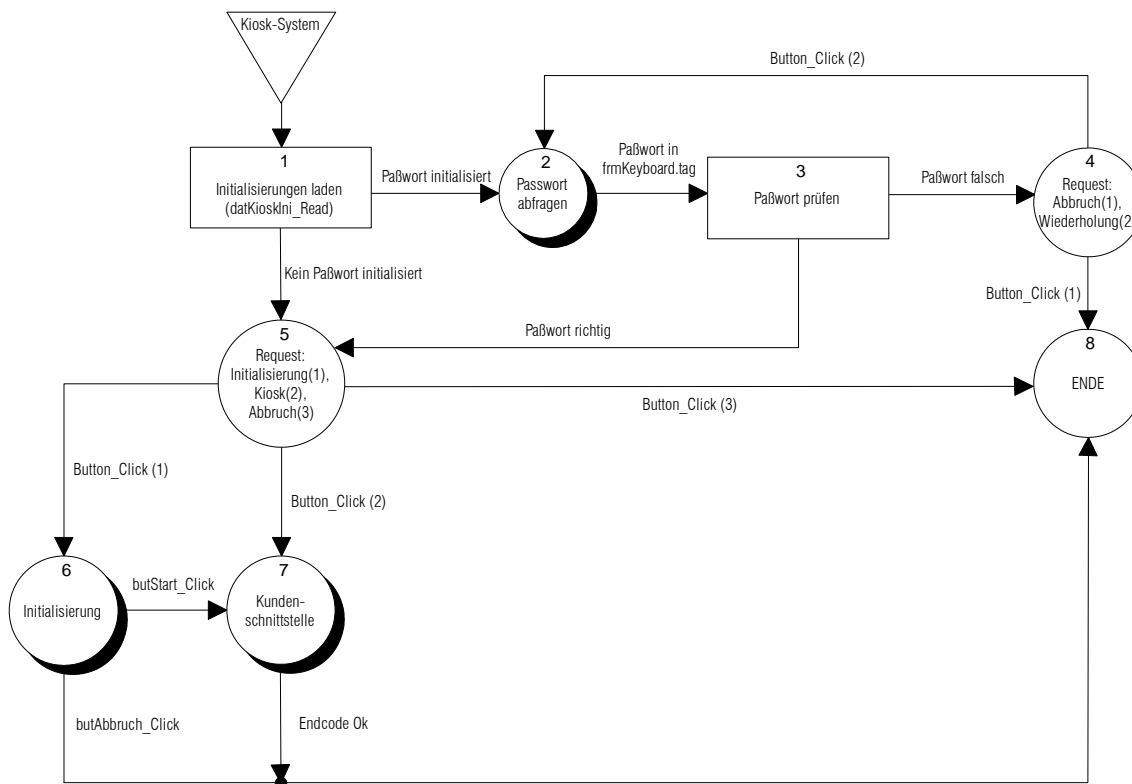 Kiosk-System
Button_Click (2)
1
Initialisierungen laden
(datKioskIni_Read)
Paßwort initialisiert
2
Passwort
abfragen
Paßwort in
frmKeyboard.tag
3
Paßwort prüfen
Paßwort falsch
4
Request:
Abbruch(1),
Wiederholung(2
Kein Paßwort initialisiert
Button_Click (1)
Paßwort richtig
5
Request:
Initialisierung(1),
Kiosk(2),
Abbruch(3)
8
ENDE
Button_Click (3)
Button_Click (1)
Button_Click (2)
6
Initialisierung
butStart_Click
7
Kunden-
schnittstelle
butAbbruch_Click
Endcode Ok